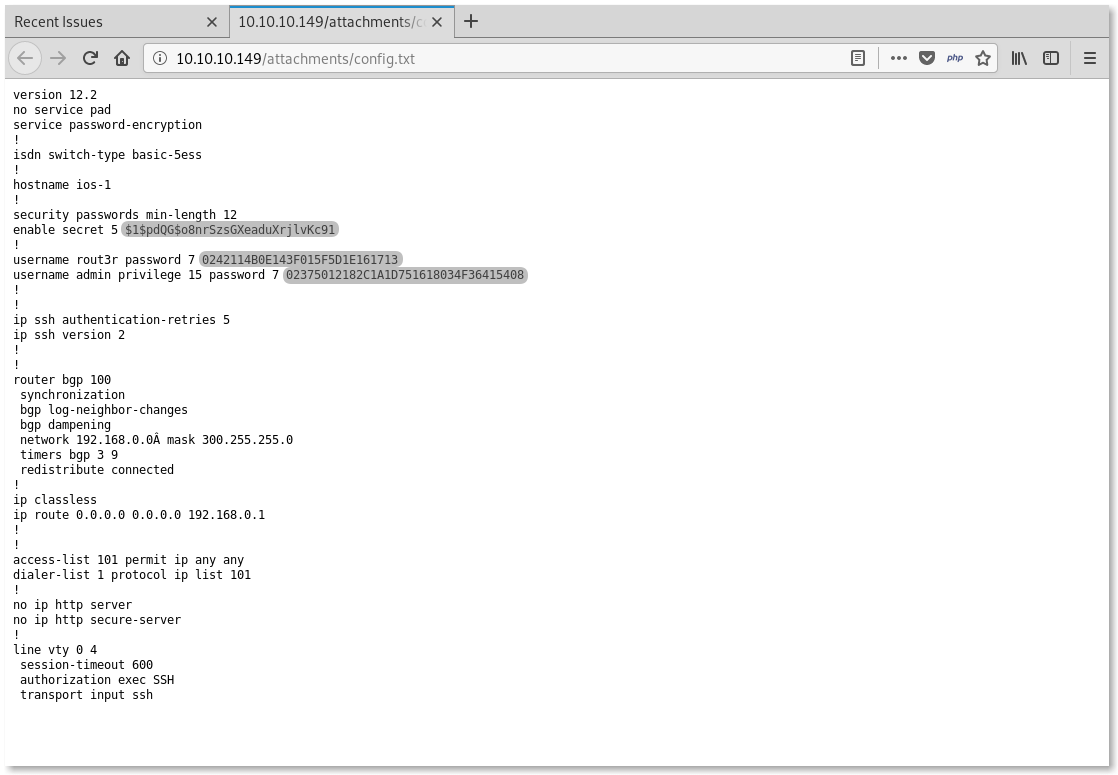 Recent Issues
10.10.10.149/attachments/c
10.10.10.149/attachments/config.txt
php
version 12.2
no service pad
service password-encryption
!
isdn switch-type basic-5ess
!
hostname ios-1
!
security passwords min-length 12
enable secret 5 $1$pdQG$o8nrSzsGXeaduXrjlvKc91
!
username rout3r password 7 0242114B0E143F015F5D1E161713
username admin privilege 15 password 7 02375012182C1A1D751618034F36415408
!
!
ip ssh authentication-retries 5
ip ssh version 2
!
!
router bgp 100
 synchronization
 bgp log-neighbor-changes
 bgp dampening
 network 192.168.0.0Â mask 300.255.255.0
 timers bgp 3 9
 redistribute connected
!
ip classless
ip route 0.0.0.0 0.0.0.0 192.168.0.1
!
!
access-list 101 permit ip any any
dialer-list 1 protocol ip list 101
!
no ip http server
no ip http secure-server
!
line vty 0 4
 session-timeout 600
 authorization exec SSH
 transport input ssh